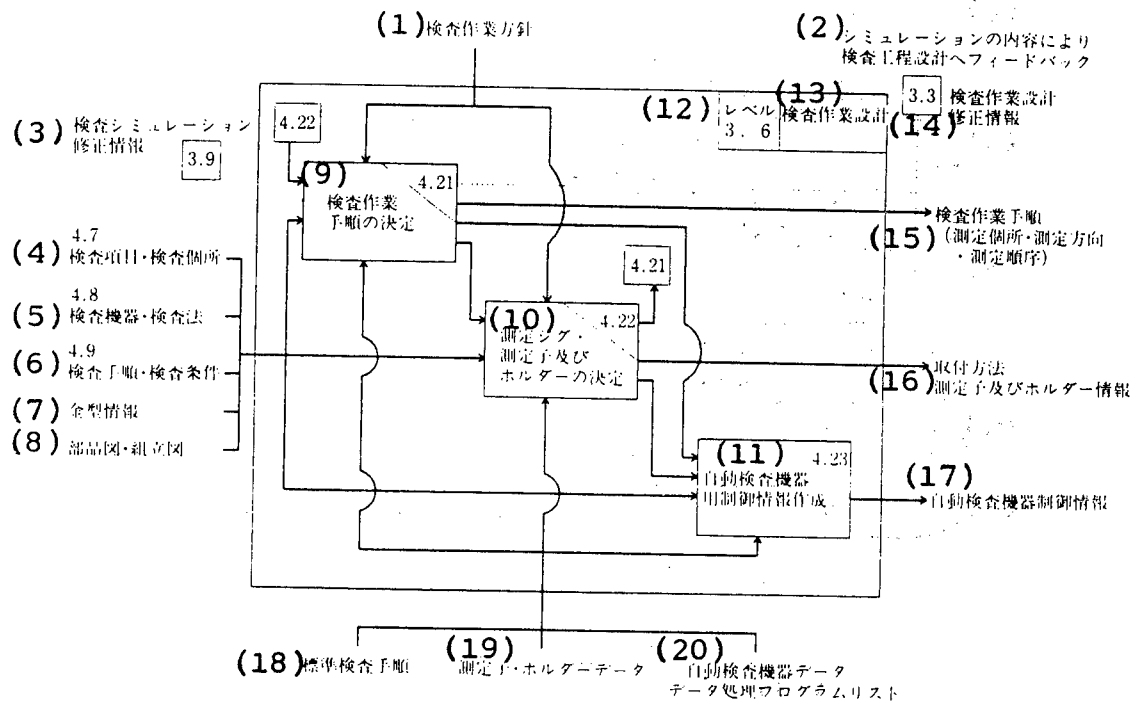 (1) 検査作業方針
(2) シミュレーションの内容により
検査工程設計へフィードバック
(12) レベル
3. 6
(13) 検査作業設計
3.3
(14) 検査作業設計
修正情報
(3) 検査シミュレーション
修正情報
3.9
4.22
(9) 4.21
検査作業
手順の決定
(15) 検査作業手順
(測定個所・測定方向
・測定順序)
4.7
(4) 検査項目・検査個所
4.21
4.8
(5) 検査機器・検査法
(10) 4.22
測定ジグ・
測定子及び
ホルダーの決定
4.9
(6) 検査手順・検査条件
(16) 取付方法
測定子及びホルダー情報
(7) 金型情報
(8) 部品図・組立図
(11) 4.23
自動検査機器
用制御情報作成
(17) 自動検査機器制御情報
(18) 標準検査手順
(19) 測定子・ホルダーデータ
(20) 自動検査機器データ
データ処理プログラムリスト